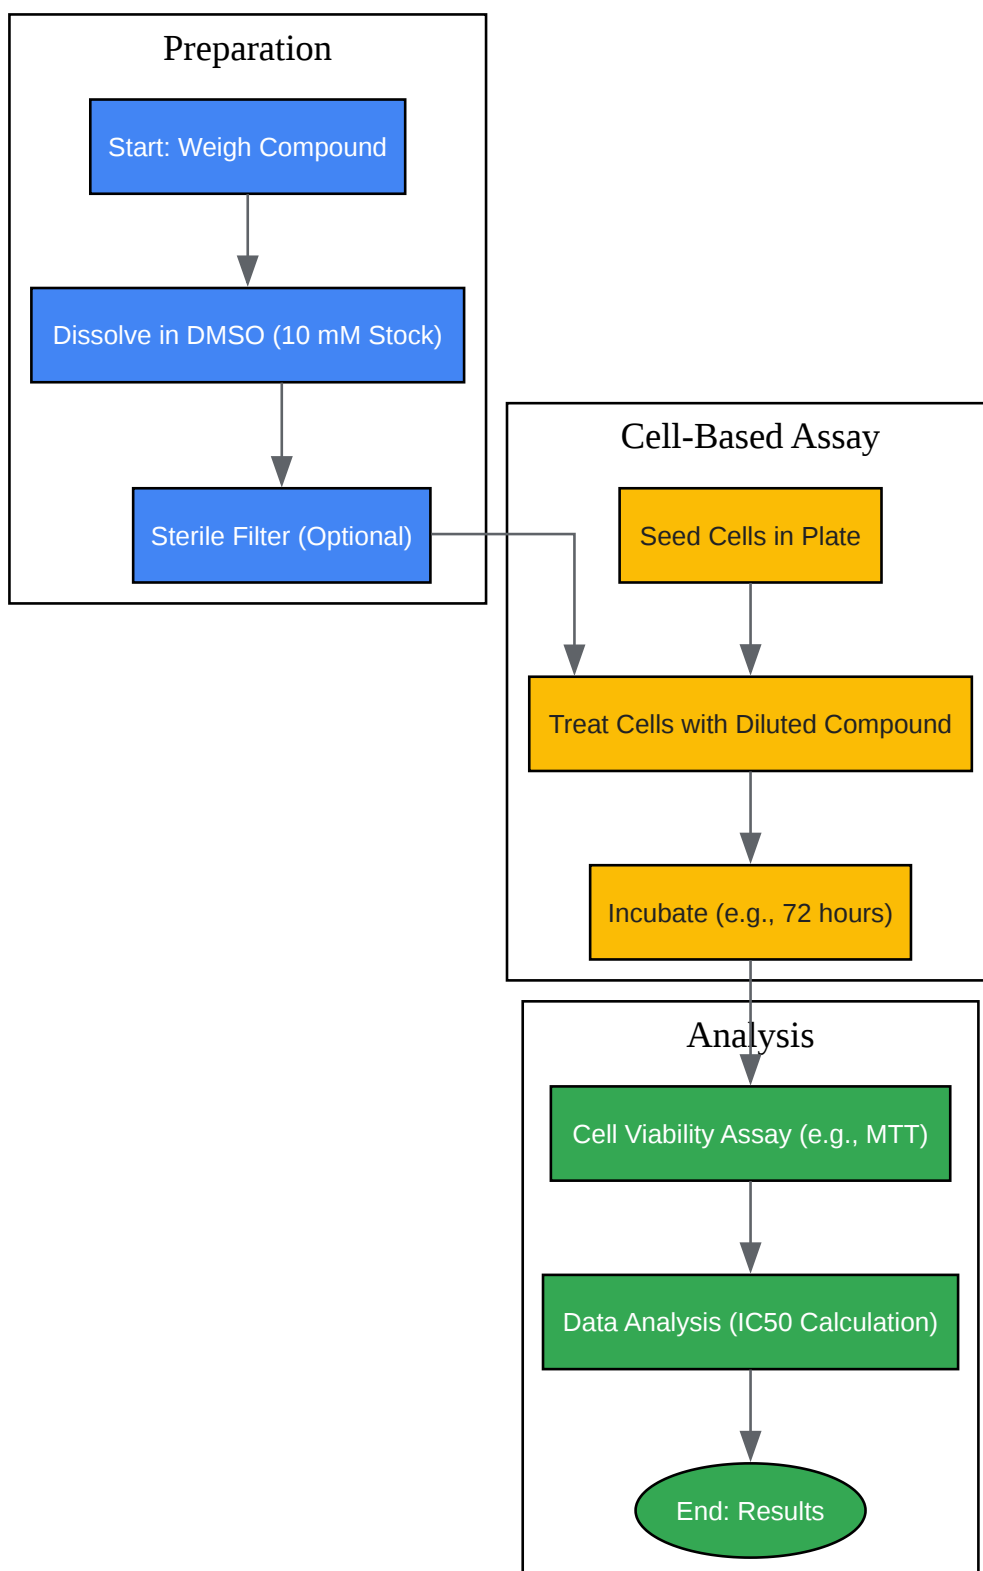 Preparation
Start: Weigh Compound
Dissolve in DMSO (10 mM Stock)
Sterile Filter (Optional)
Cell-Based Assay
Seed Cells in Plate
Treat Cells with Diluted Compound
Incubate (e.g., 72 hours)
Analysis
Cell Viability Assay (e.g., MTT)
Data Analysis (IC50 Calculation)
End: Results